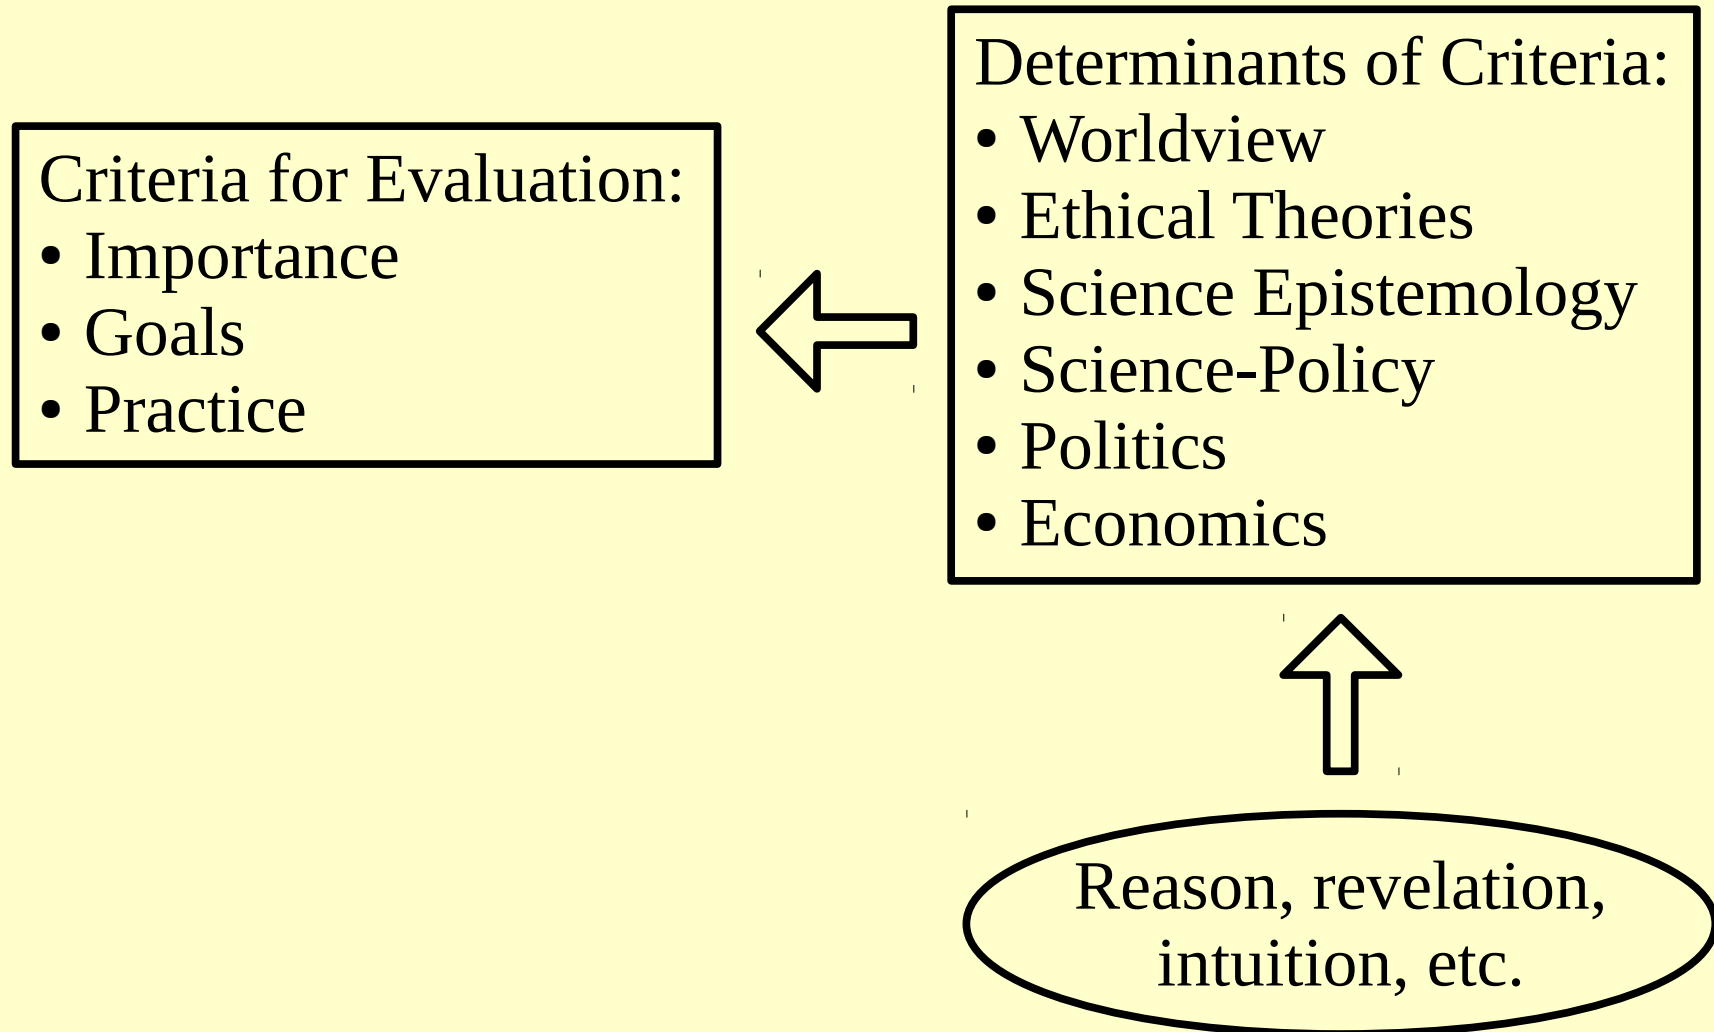 Criteria for Evaluation:
• Importance
• Goals
• Practice
Determinants of Criteria:
• Worldview
• Ethical Theories
• Science Epistemology
• Science-Policy
• Politics
• Economics
Reason, revelation,
intuition, etc.